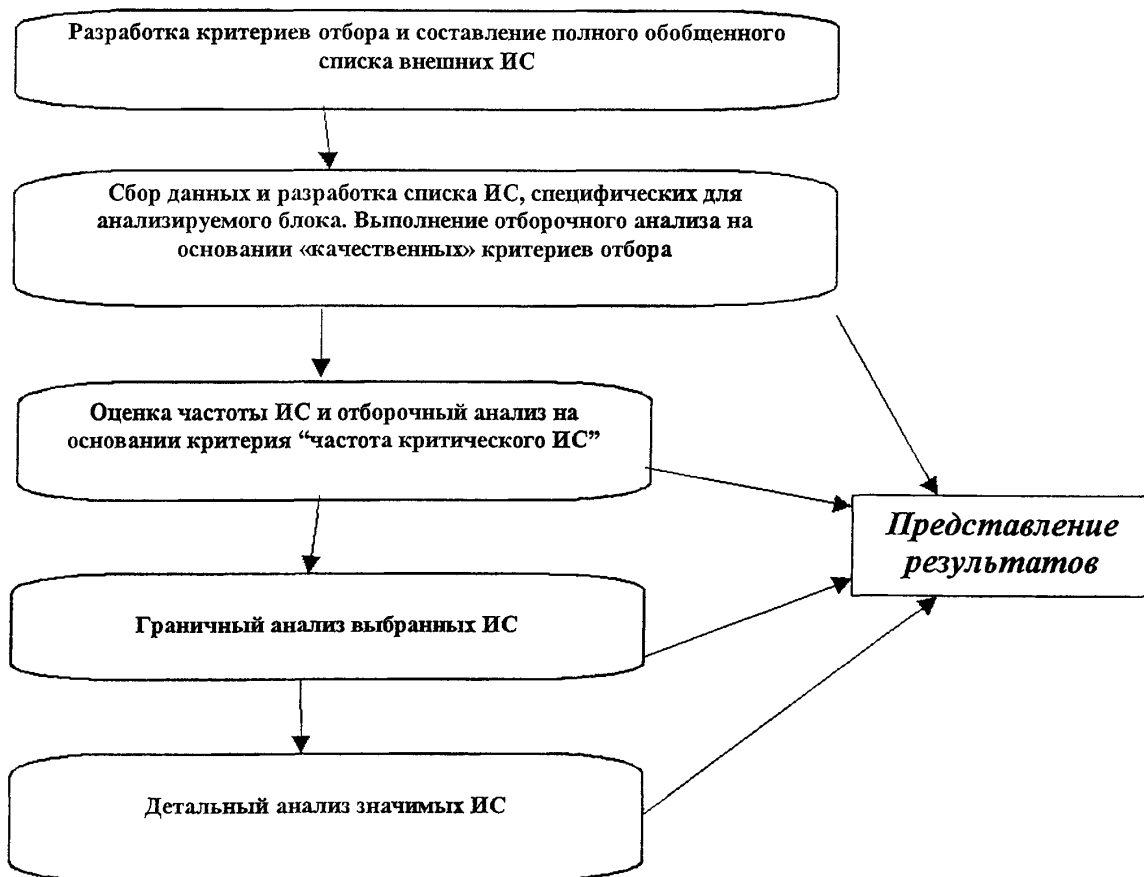 Разработка критериев отбора и составление полного обобщенного
списка внешних ИС
Сбор данных и разработка списка ИС, специфических для
анализируемого блока. Выполнение отборочного анализа на
основании «качественных» критериев отбора
Оценка частоты ИС и отборочный анализ на
основании критерия “частота критического ИС”
Представление
результатов
Граничный анализ выбранных ИС
Детальный анализ значимых ИС